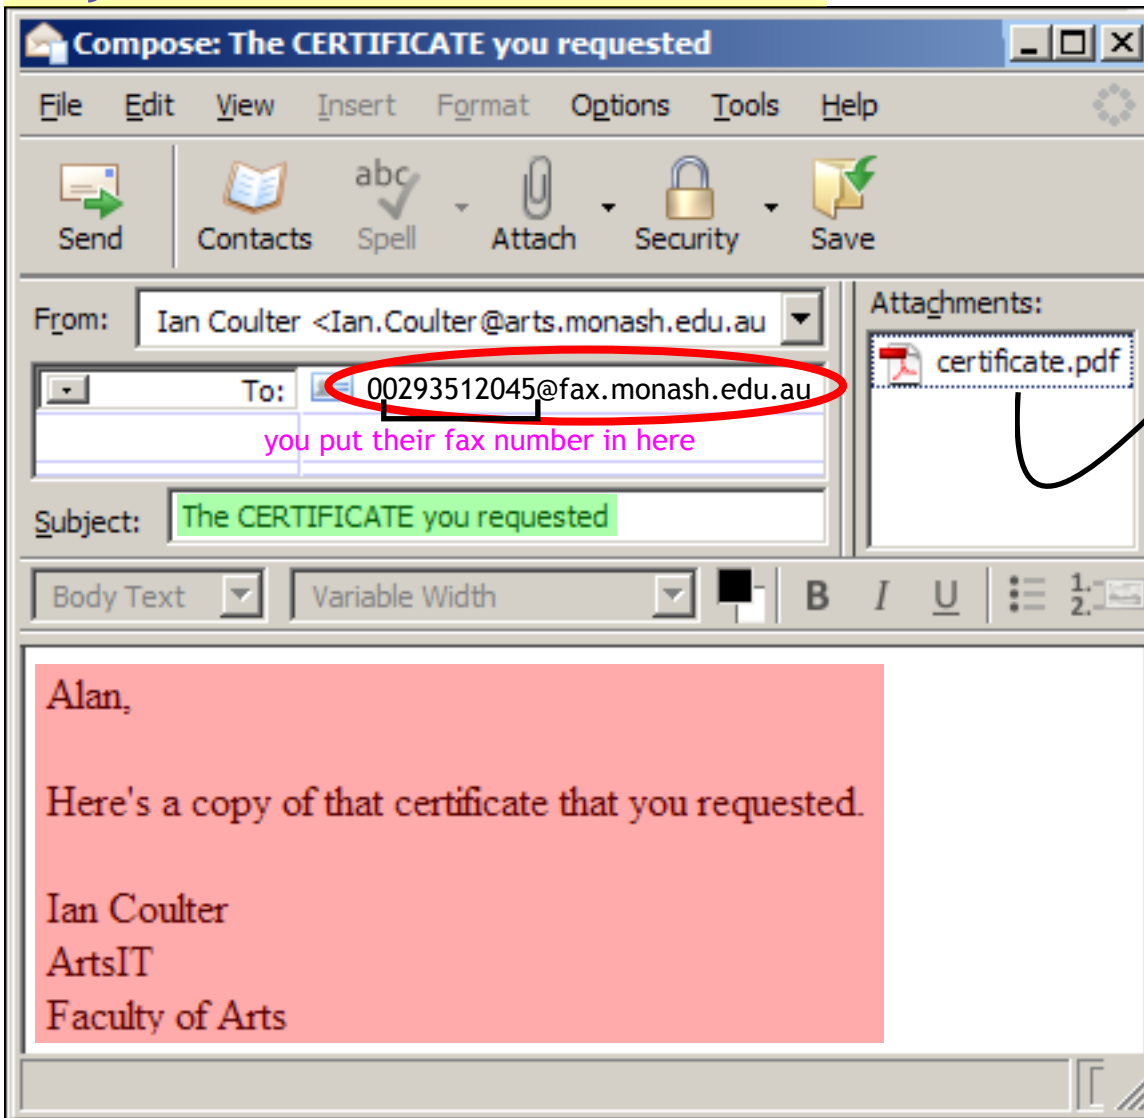 Compose: The CERTIFICATE you requested
File Edit View Insert Format Options Tools Help
abc
Send Contacts Spell Attach Security Save
From: Ian Coulter <Ian.Coulter@arts.monash.edu.au
Attachments:
certificate.pdf
To: 00293512045@fax.monash.edu.au
you put their fax number in here
Subject: The CERTIFICATE you requested
Body Text Variable Width B I U 1. 2.
Alan,
Here's a copy of that certificate that you requested.
Ian Coulter
ArtsIT
Faculty of Arts